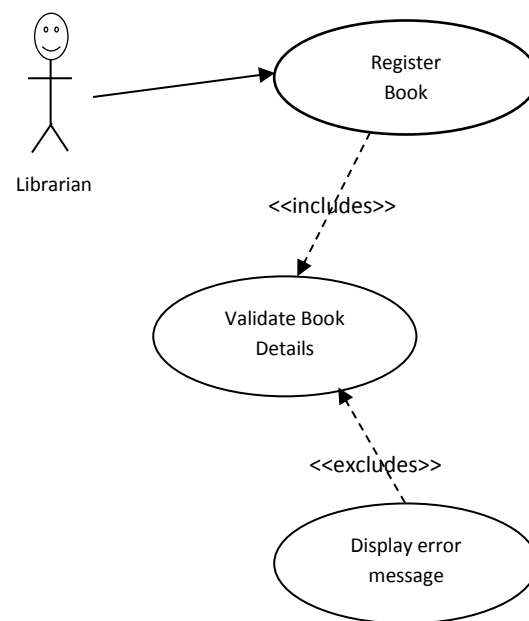 Register
Book
Librarian
<<includes>>
Validate Book
Details
<<excludes>>
Display error
message